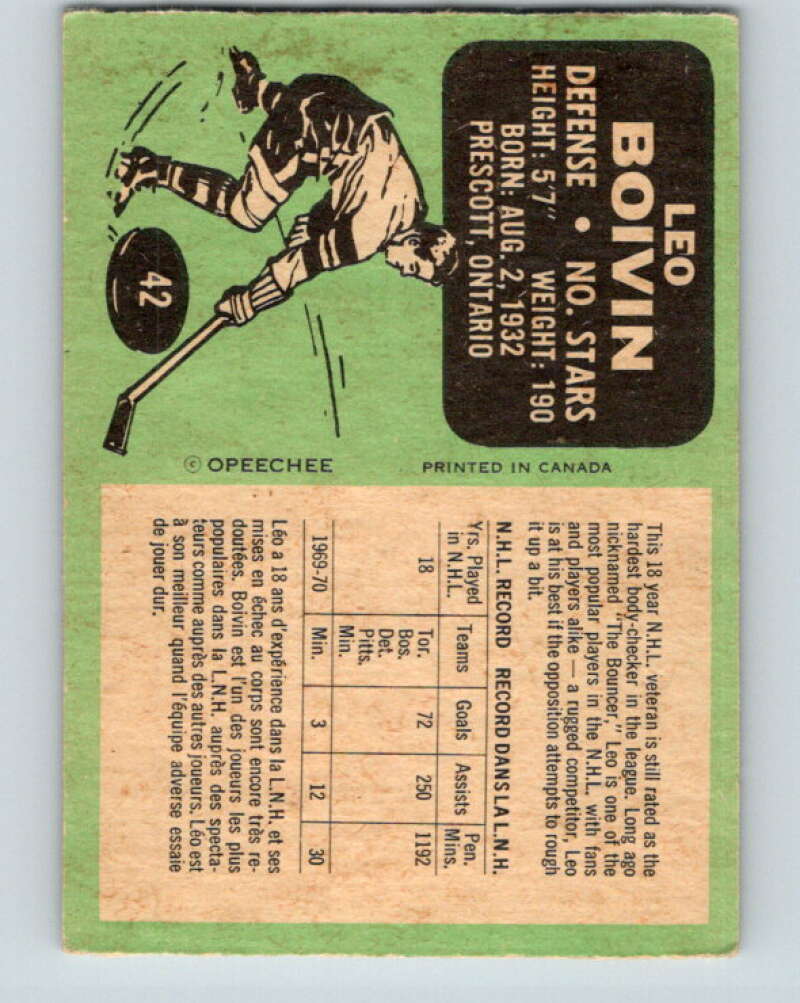 LEO
BOIVIN
DEFENSE • NO. STARS
HEIGHT: 5'7" WEIGHT: 190
BORN: AUG. 2, 1932
PRESCOTT, ONTARIO
42
© OPEECHEE
PRINTED IN CANADA
This 18 year N.H.L. veteran is still rated as the
hardest body-checker in the league. Long ago
nicknamed "The Bouncer," Leo is one of the
most popular players in the N.H.L. with fans
and players alike — a rugged competitor, Leo
is at his best if the opposition attempts to rough
it up a bit.
N.H.L. RECORD RECORD DANS LA L.N.H.
Yrs. Played in N.H.L. Teams Goals Assists Pen. Mins.
18 Tor. 72 250 1192
Bos.
Det.
Pitts.
Min.
1969-70 Min. 3 12 30
Léo a 18 ans d'expérience dans la L.N.H. et ses
mises en échec au corps sont encore très re-
doutées. Boivin est l'un des joueurs les plus
populaires dans la L.N.H. auprès des specta-
teurs comme auprès des autres joueurs. Léo est
à son meilleur quand l'équipe adverse essaie
de jouer dur.